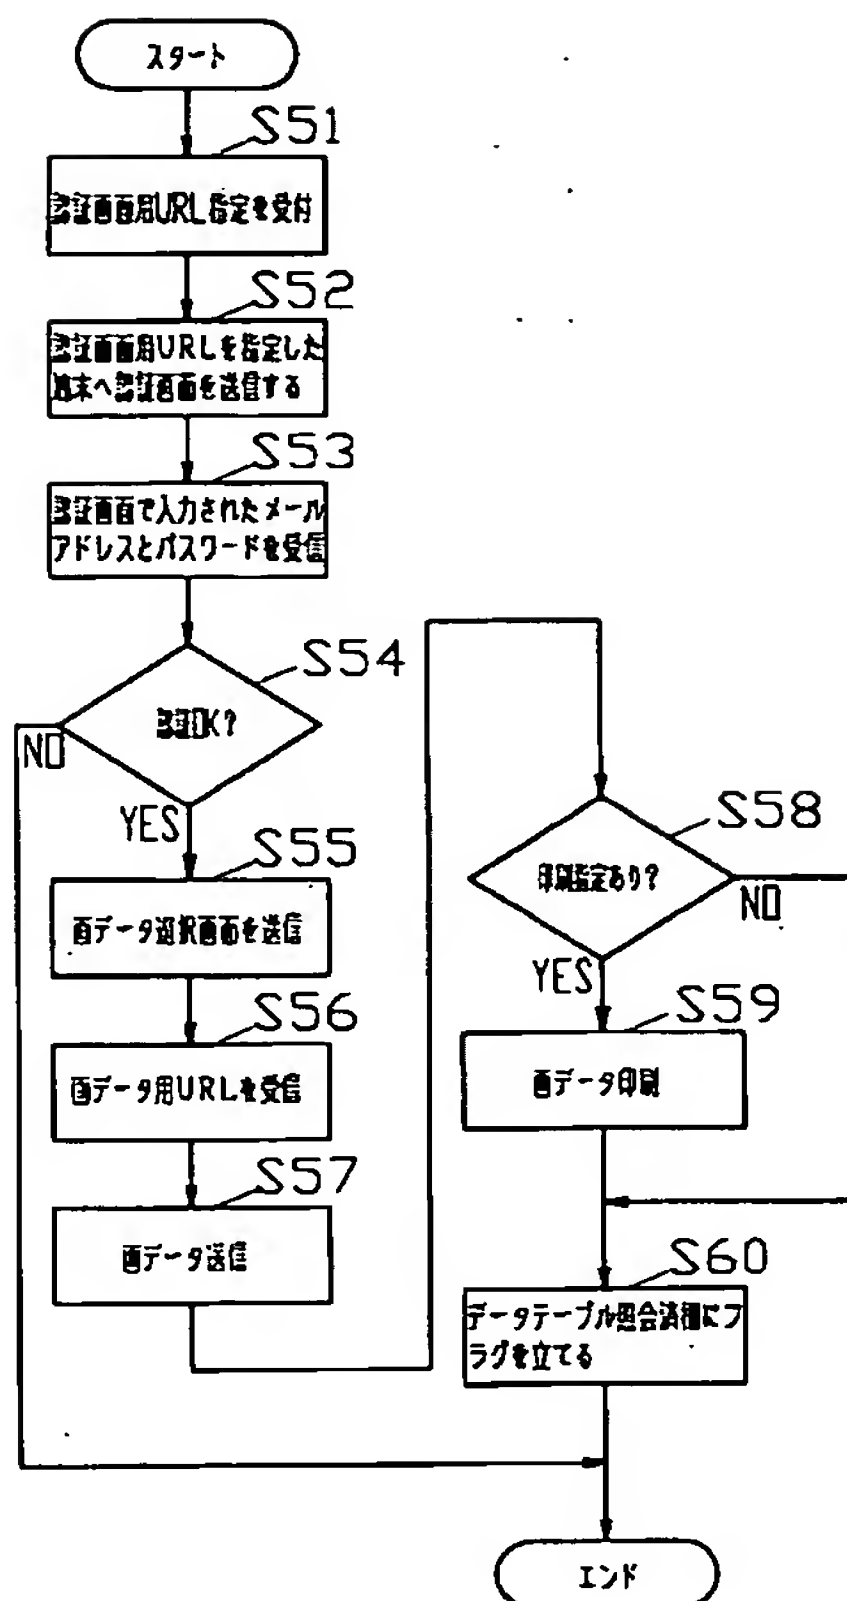 スタート
S51
認証画面用URL指定を受付
S52
認証画面用URLを指定した
端末へ認証画面を送信する
S53
認証画面で入力されたメール
アドレスとパスワードを受信
S54
認証OK?
NO
YES
S55
画データ選択画面を送信
S56
画データ用URLを受信
S57
画データ送信
S58
印刷指定あり?
NO
YES
S59
画データ印刷
S60
データテーブル照会済欄にフ
ラグを立てる
エンド